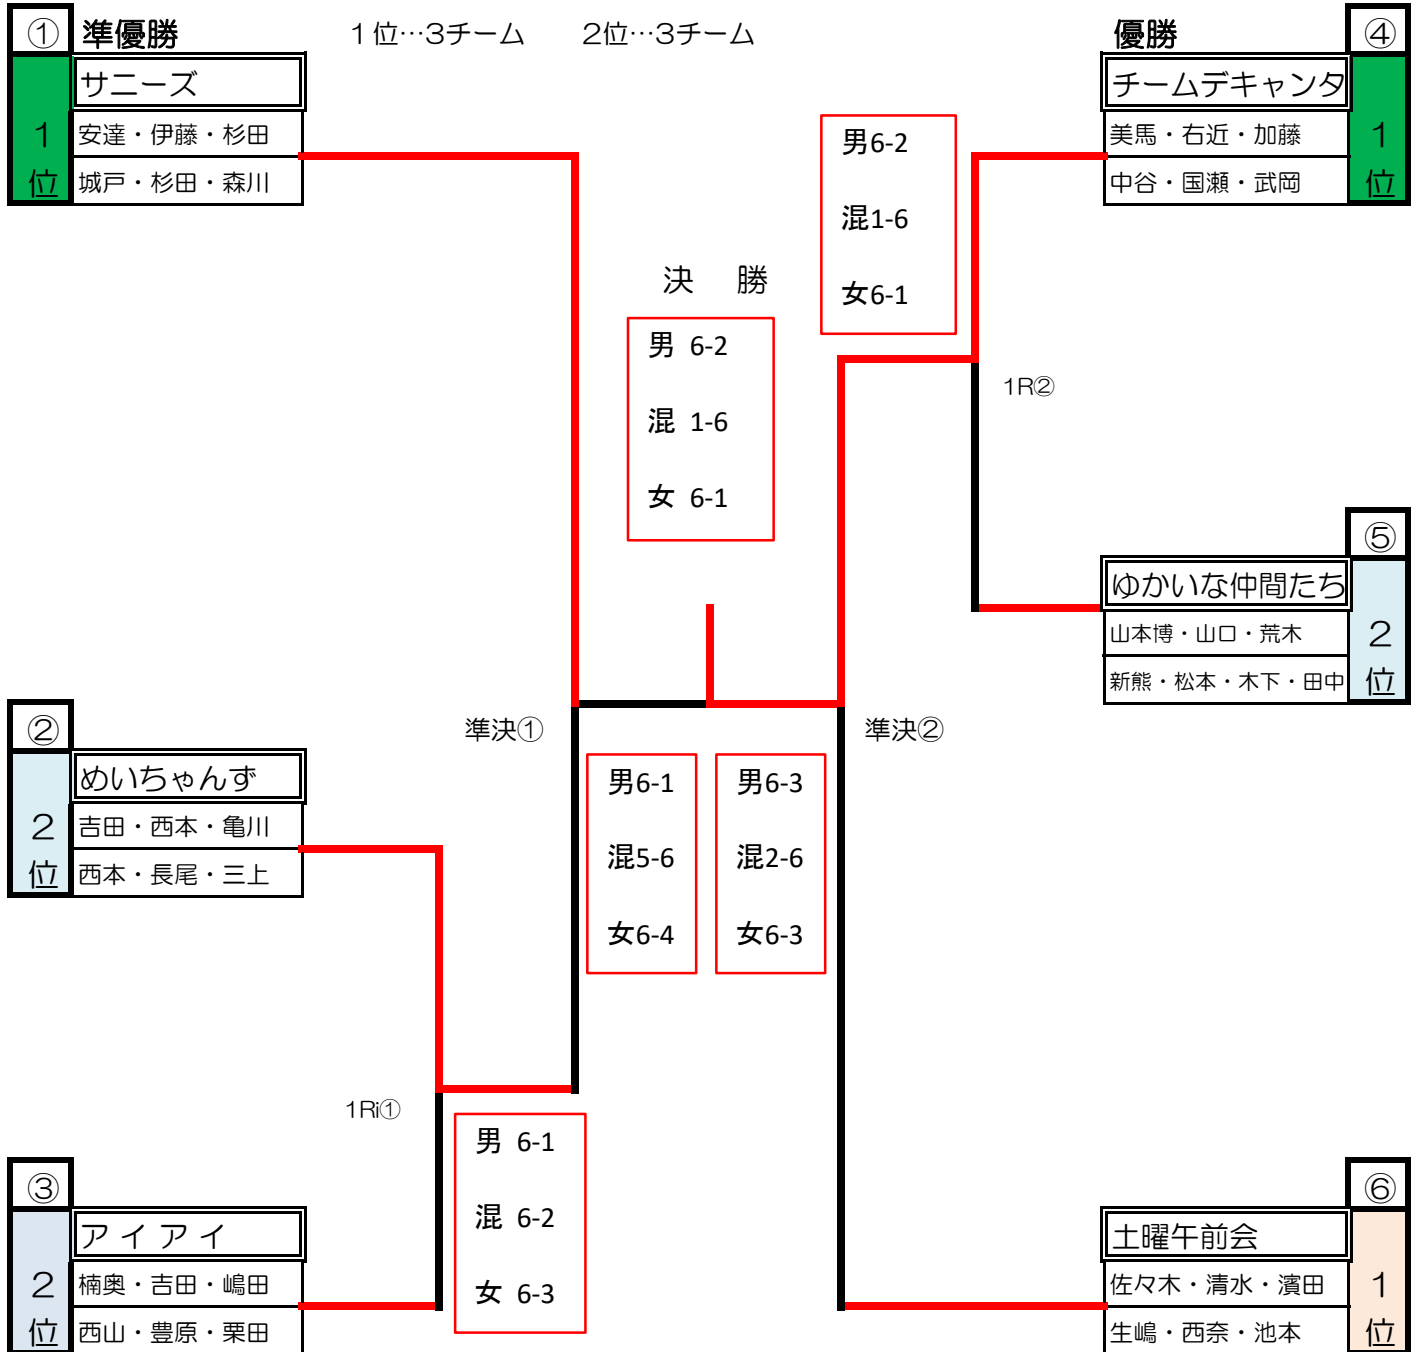 ① 準優勝
1位…3チーム 2位…3チーム
優勝 ④
サニーズ
1位
安達・伊藤・杉田
城戸・杉田・森川
チームデキャンタ
1位
美馬・右近・加藤
中谷・国瀬・武岡
男6-2
混1-6
女6-1
決 勝
男 6-2
混 1-6
女 6-1
1R②
⑤
ゆかいな仲間たち
2位
山本博・山口・荒木
新熊・松本・木下・田中
②
めいちゃんず
2位
吉田・西本・亀川
西本・長尾・三上
準決①
準決②
男6-1
混5-6
女6-4
男6-3
混2-6
女6-3
1Ri①
男 6-1
混 6-2
女 6-3
③
アイアイ
2位
楠奥・吉田・嶋田
西山・豊原・栗田
⑥
土曜午前会
1位
佐々木・清水・濱田
生嶋・西奈・池本